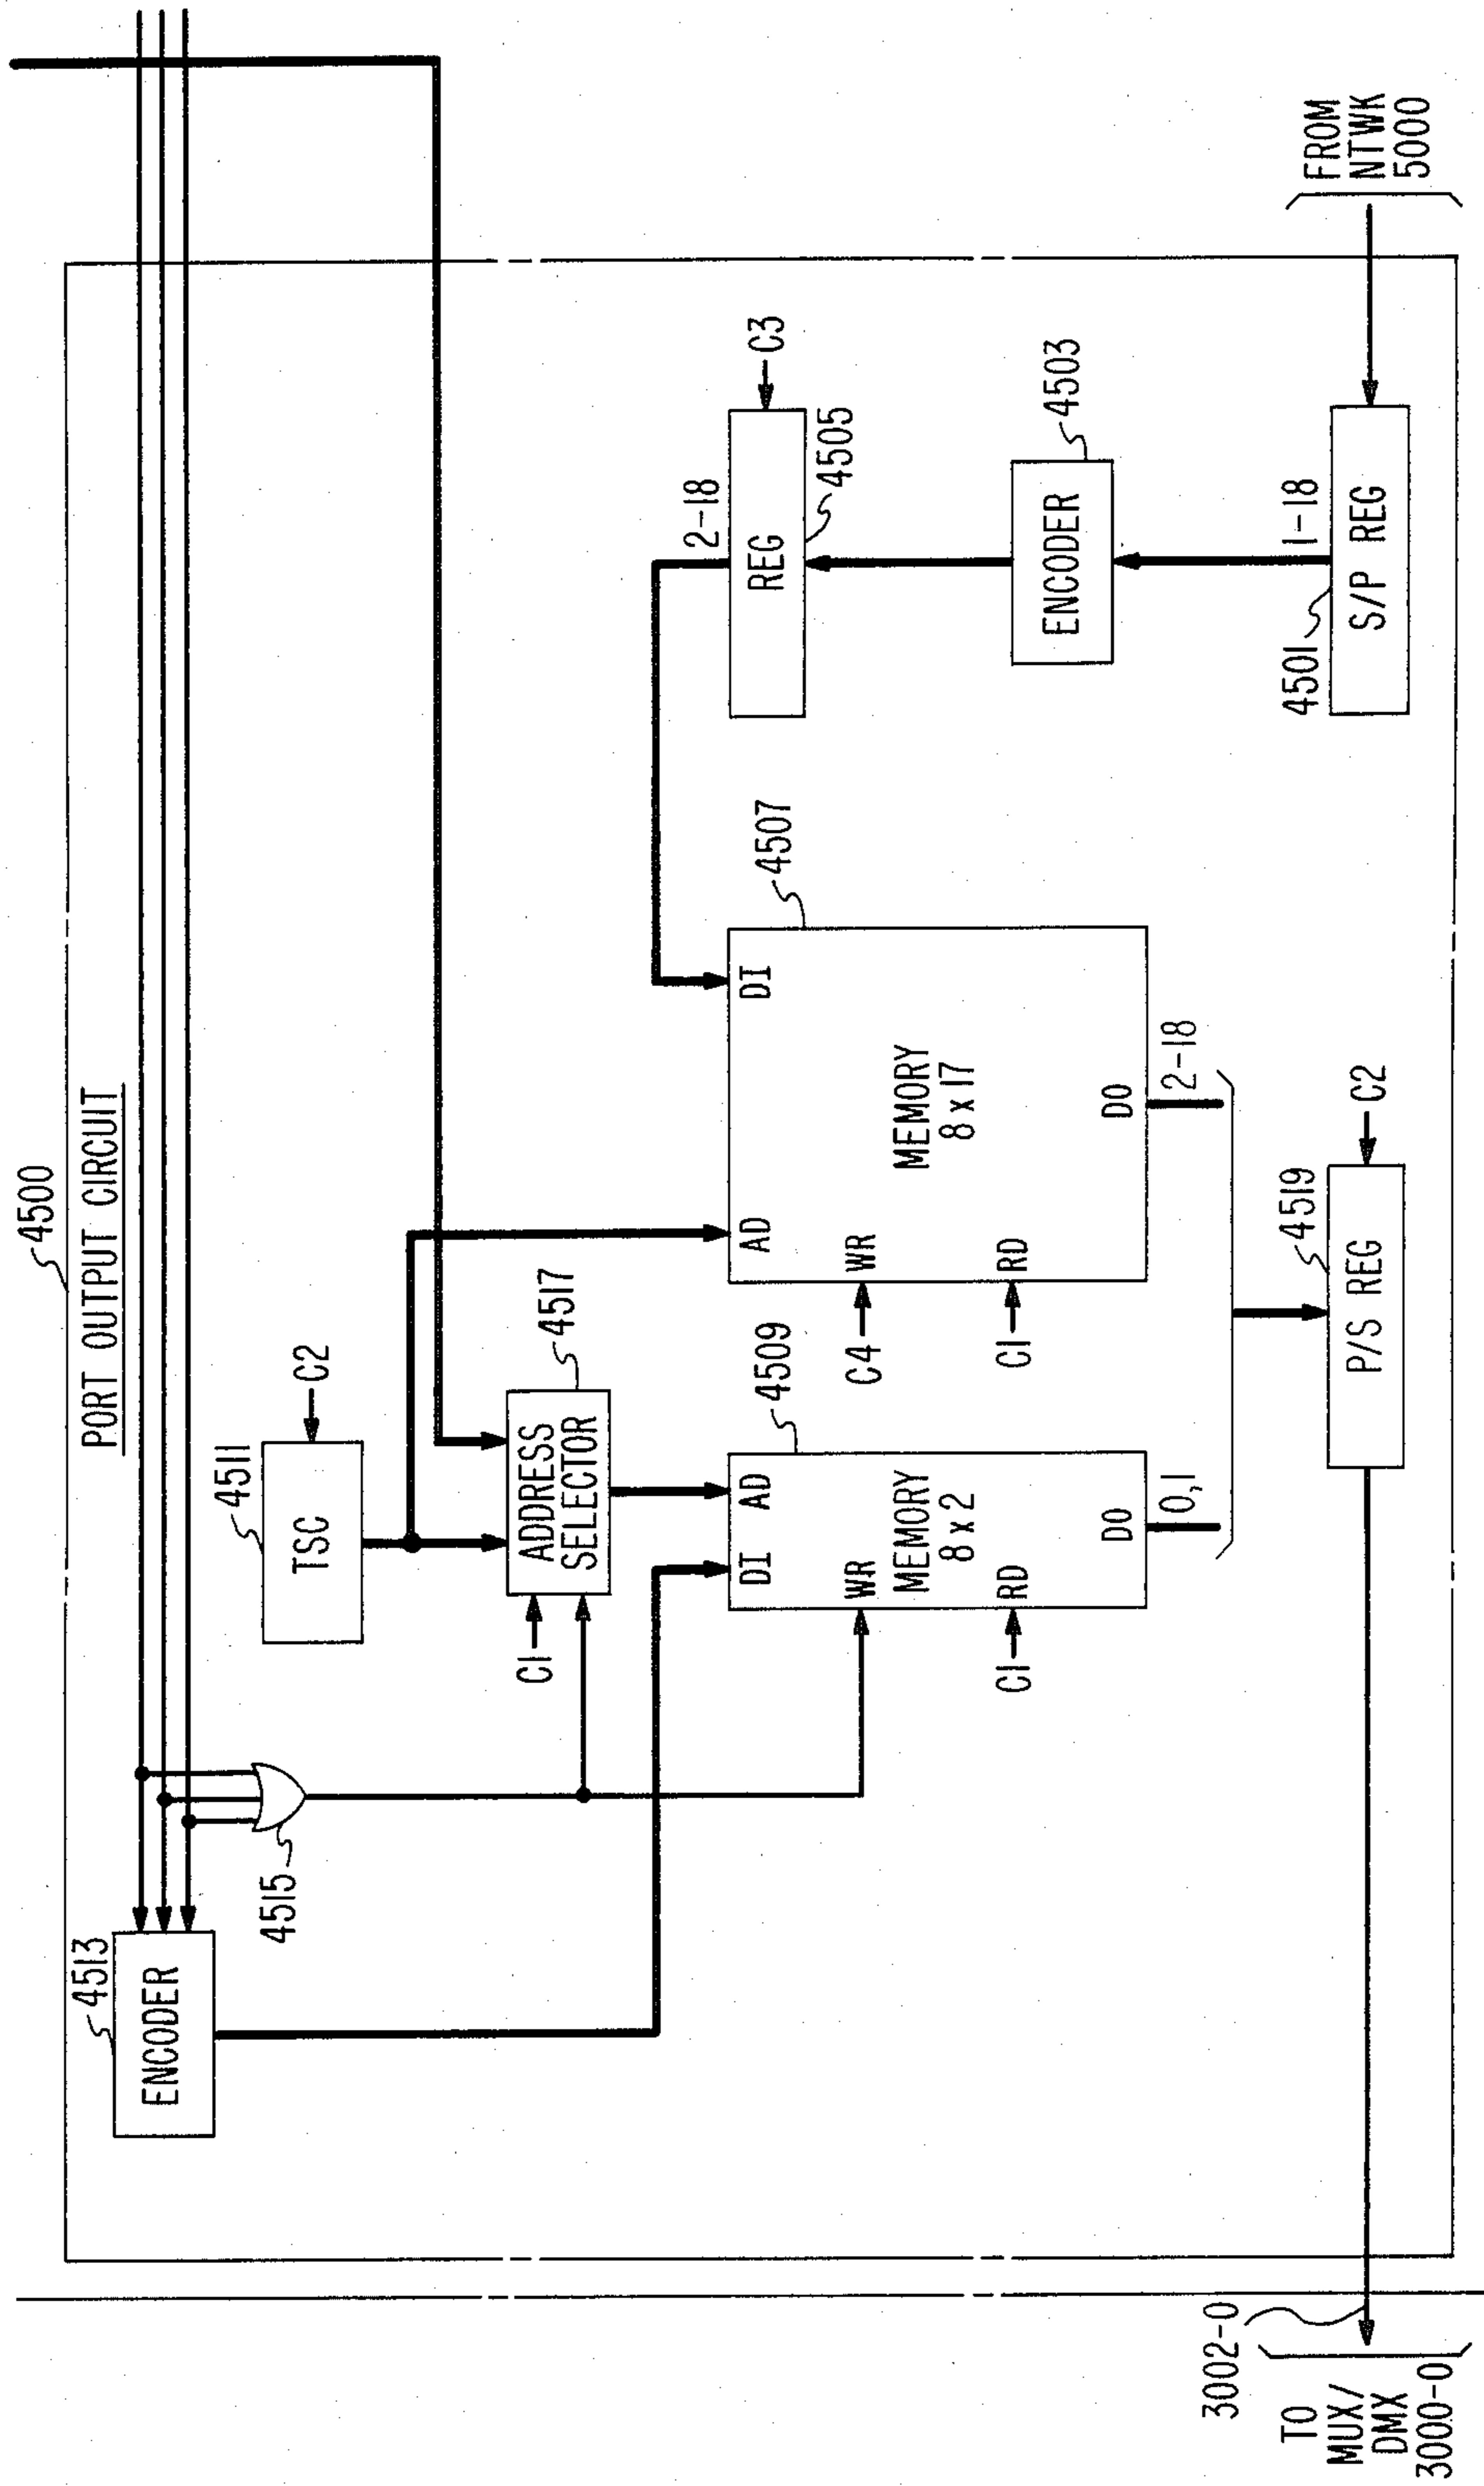 4500
PORT OUTPUT CIRCUIT
4513
ENCODER
4515
4511
TSC
C2
C1
ADDRESS
SELECTOR
4517
4509
DI
AD
WR
MEMORY
8 x 2
C1
RD
DO
0,1
4507
AD
DI
C4
WR
MEMORY
8 x 17
C1
RD
DO
2-18
2-18
REG
C3
4505
ENCODER
4503
4501
1-18
S/P REG
FROM
NTWK
5000
4519
P/S REG
C2
3002-0
TO
MUX/
DMX
3000-0